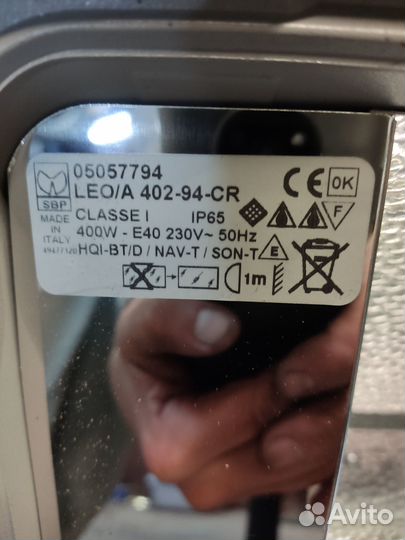 05057794
LEO/A 402-94-CR
CE OK
SBP
CLASSE I IP65
F
MADE IN ITALY
400W - E40 230V~ 50Hz
49477120 HQI-BT/D / NAV-T / SON-T E
1m
Avito